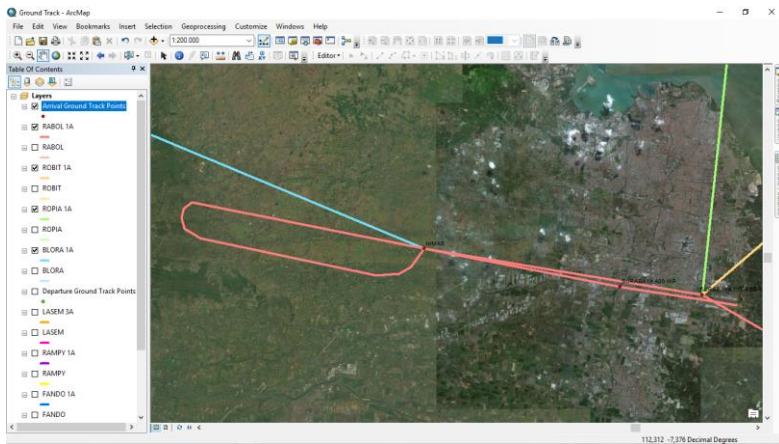 Ground Track - ArcMap
File Edit View Bookmarks Insert Selection Geoprocessing Customize Windows Help
1:200.000
Editor
Table Of Contents
Layers
Arrival Ground Track Points
RABOL 1A
RABOL
ROBIT 1A
ROBIT
ROPIA 1A
ROPIA
BLORA 1A
BLORA
Departure Ground Track Points
LASEM 3A
LASEM
RAMPY 1A
RAMPY
FANDO 1A
FANDO
112,312 -7,376 Decimal Degrees